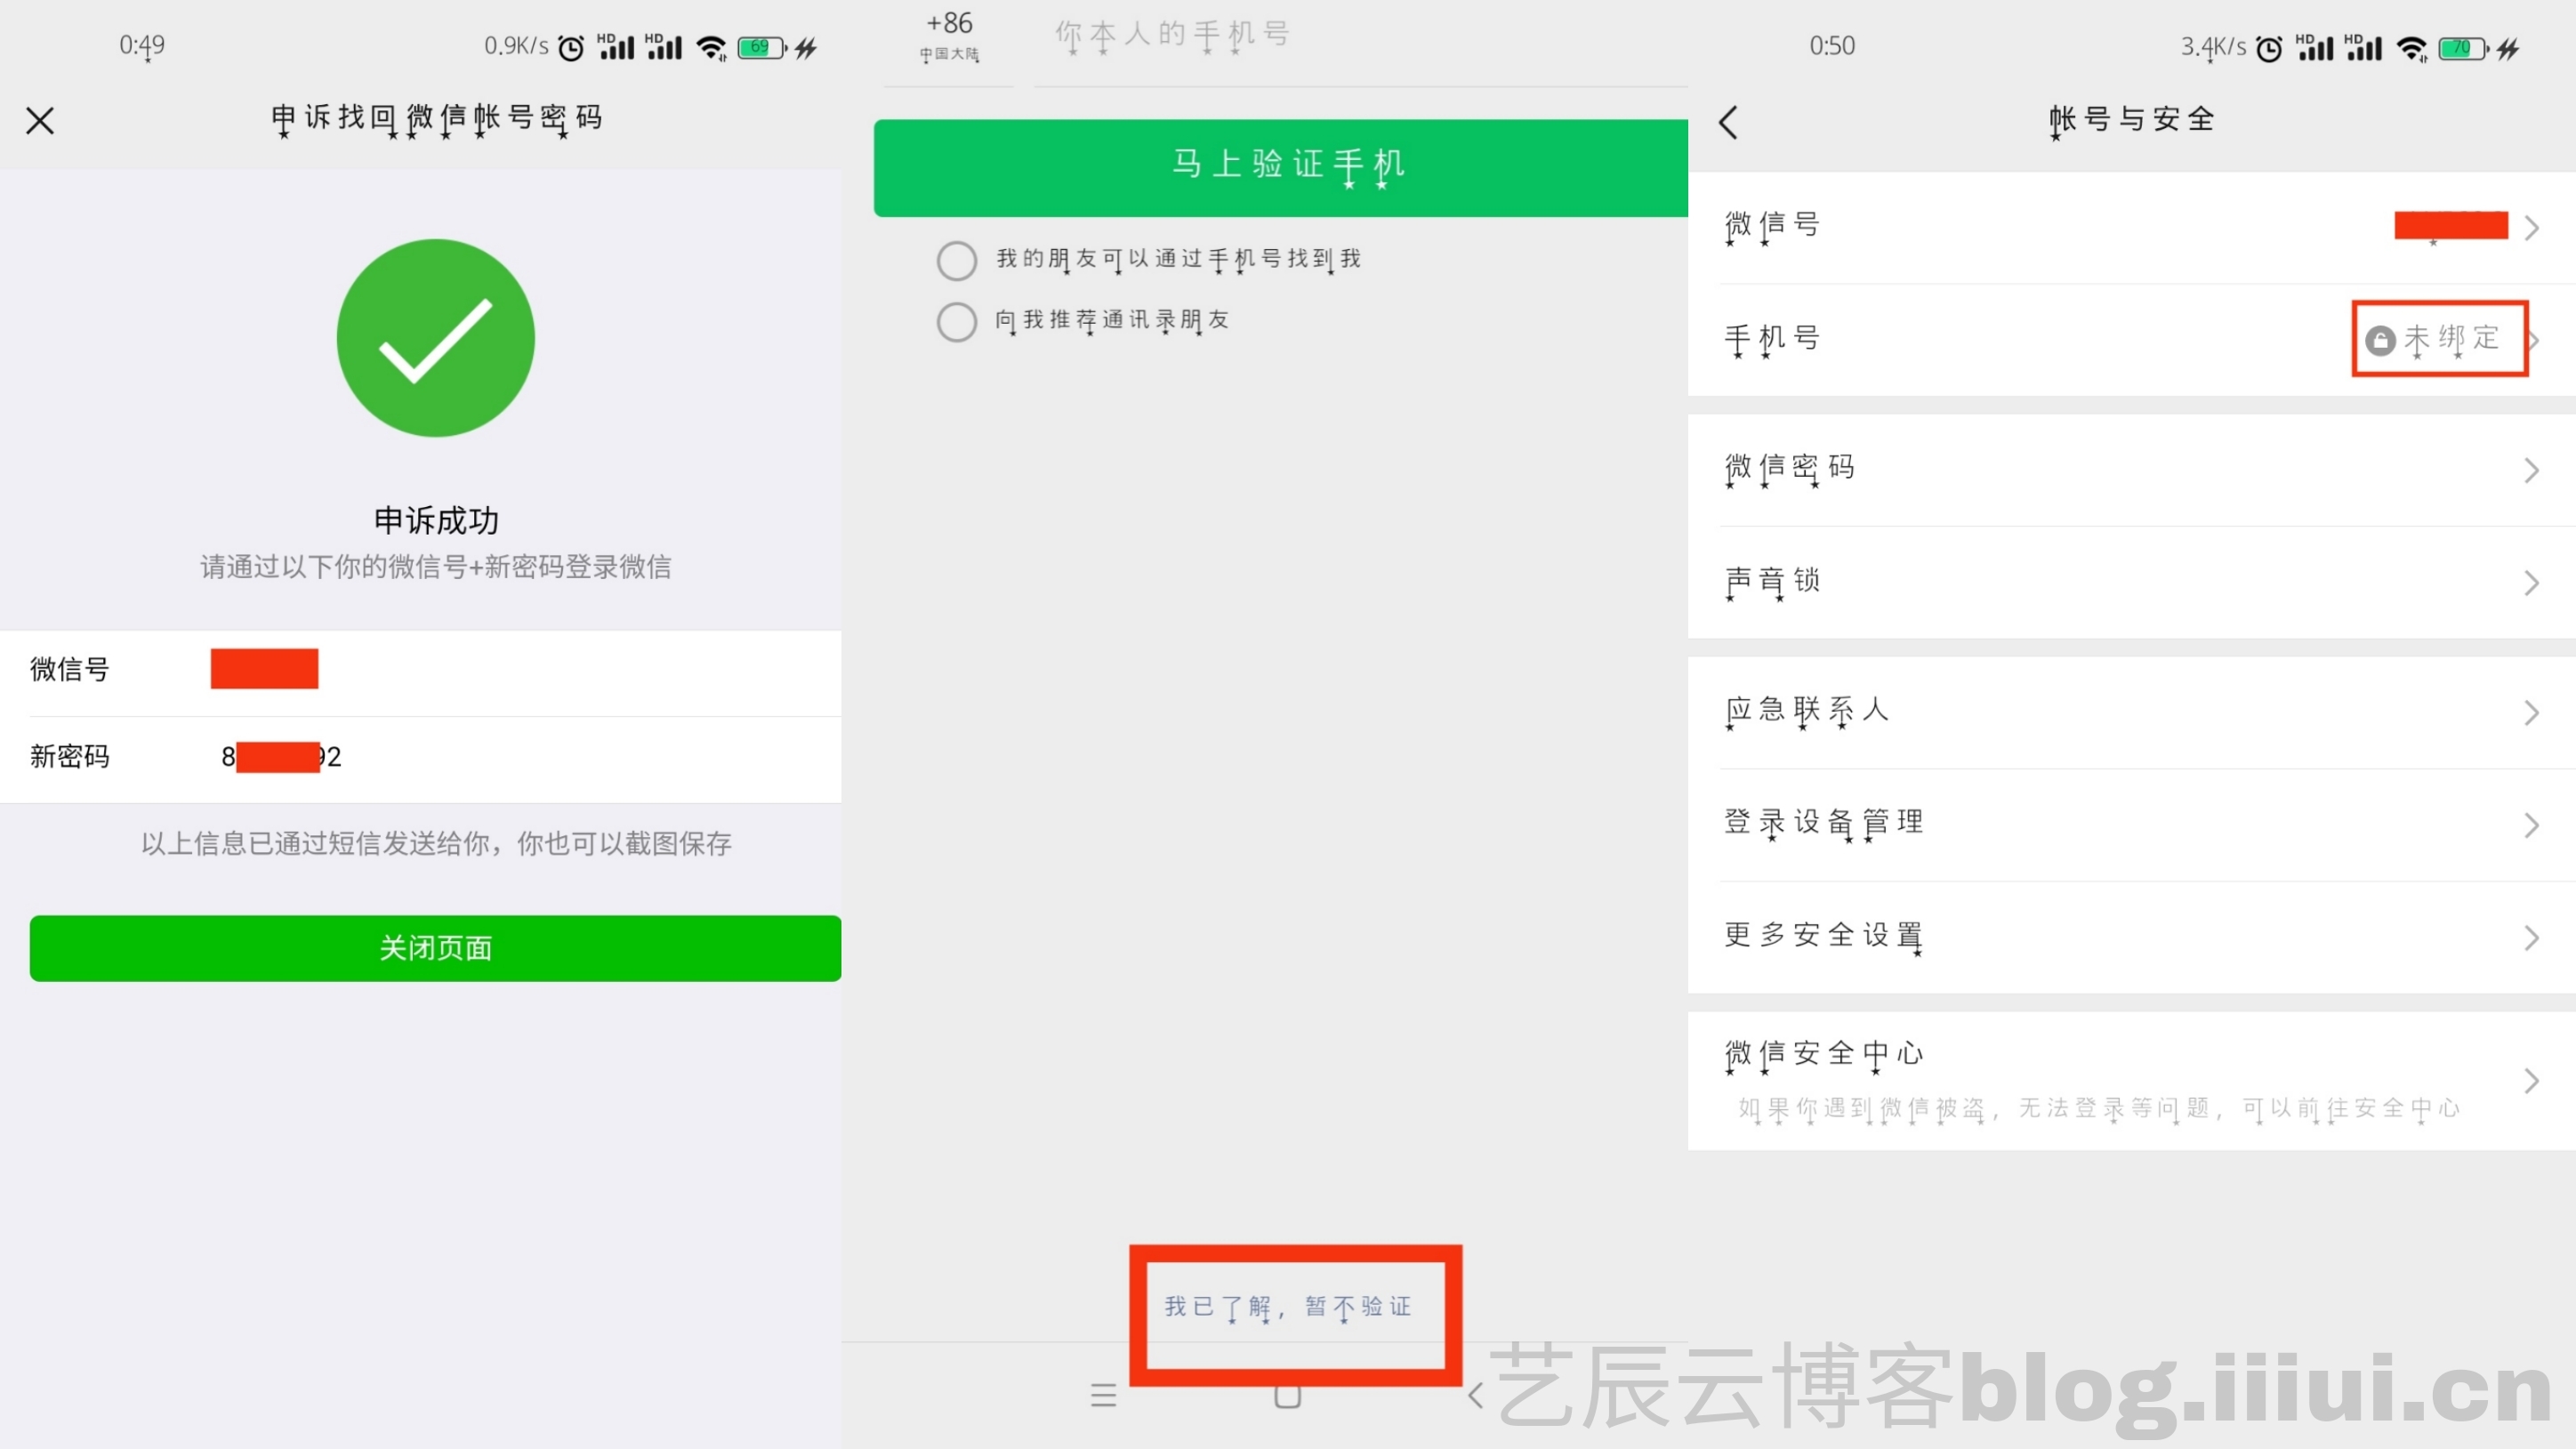 0:49
0.9K/s HD HD 69
申诉找回微信帐号密码
申诉成功
请通过以下你的微信号+新密码登录微信
微信号
新密码 8 92
以上信息已通过短信发送给你，你也可以截图保存
关闭页面
+86
中国大陆
你本人的手机号
马上验证手机
我的朋友可以通过手机号找到我
向我推荐通讯录朋友
我已了解，暂不验证
0:50
3.4K/s HD HD 70
帐号与安全
微信号
手机号 未绑定
微信密码
声音锁
应急联系人
登录设备管理
更多安全设置
微信安全中心
如果你遇到微信被盗，无法登录等问题，可以前往安全中心
艺辰云博客blog.iiiui.cn